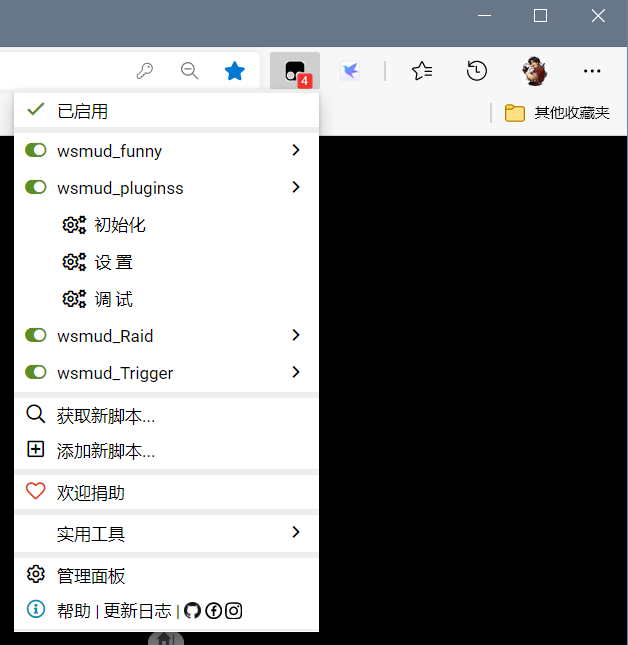 4
已启用
其他收藏夹
wsmud_funny
wsmud_pluginss
初始化
设 置
调 试
wsmud_Raid
wsmud_Trigger
获取新脚本...
添加新脚本...
欢迎捐助
实用工具
管理面板
帮助 | 更新日志 |